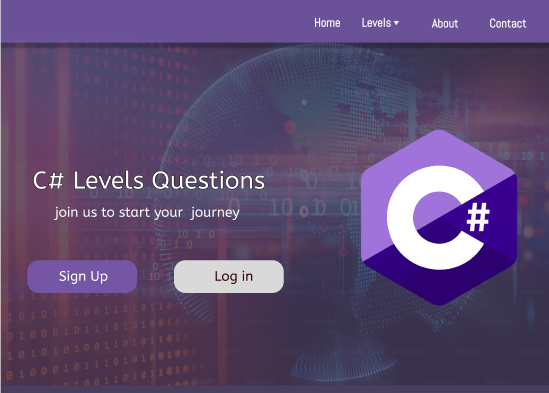 Home Levels ▾ About Contact
C# Levels Questions
join us to start your journey
Sign Up Log in
C#